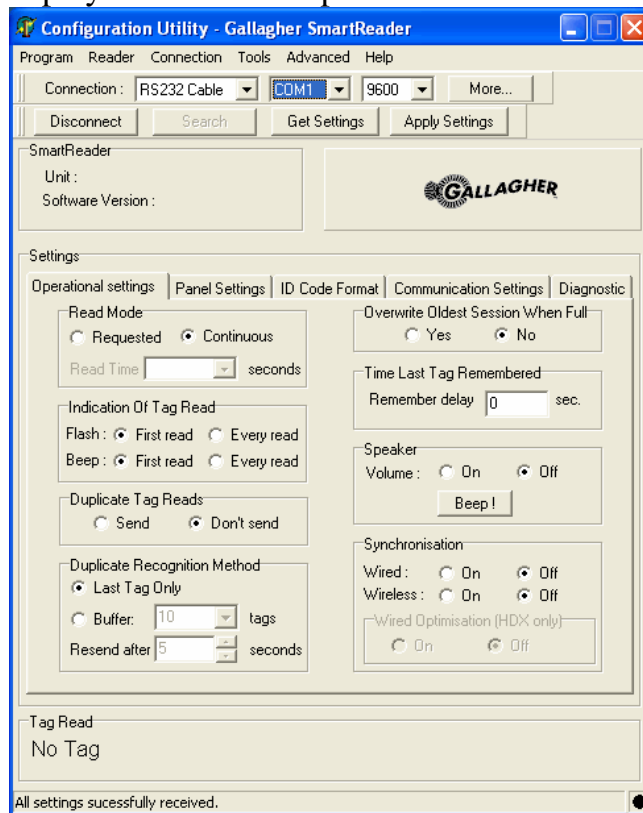 Configuration Utility - Gallagher SmartReader
Program Reader Connection Tools Advanced Help
Connection : RS232 Cable COM1 9600 More...
Disconnect Search Get Settings Apply Settings
SmartReader
Unit :
Software Version :
GALLAGHER
Settings
Operational settings Panel Settings ID Code Format Communication Settings Diagnostic
Read Mode
Requested Continuous
Read Time seconds
Indication Of Tag Read
Flash : First read Every read
Beep : First read Every read
Duplicate Tag Reads
Send Don't send
Duplicate Recognition Method
Last Tag Only
Buffer: 10 tags
Resend after 5 seconds
Overwrite Oldest Session When Full
Yes No
Time Last Tag Remembered
Remember delay 0 sec.
Speaker
Volume : On Off
Beep !
Synchronisation
Wired : On Off
Wireless : On Off
Wired Optimisation (HDX only)
On Off
Tag Read
No Tag
All settings sucessfully received.